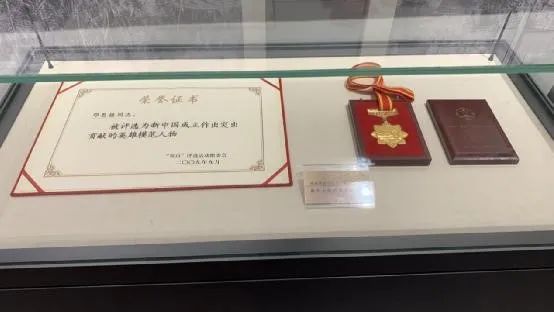 荣誉证书
邓恩铭同志:
被评选为新中国成立作出突出
贡献的英雄模范人物
“双百”评选活动组委会
二〇〇九年九月